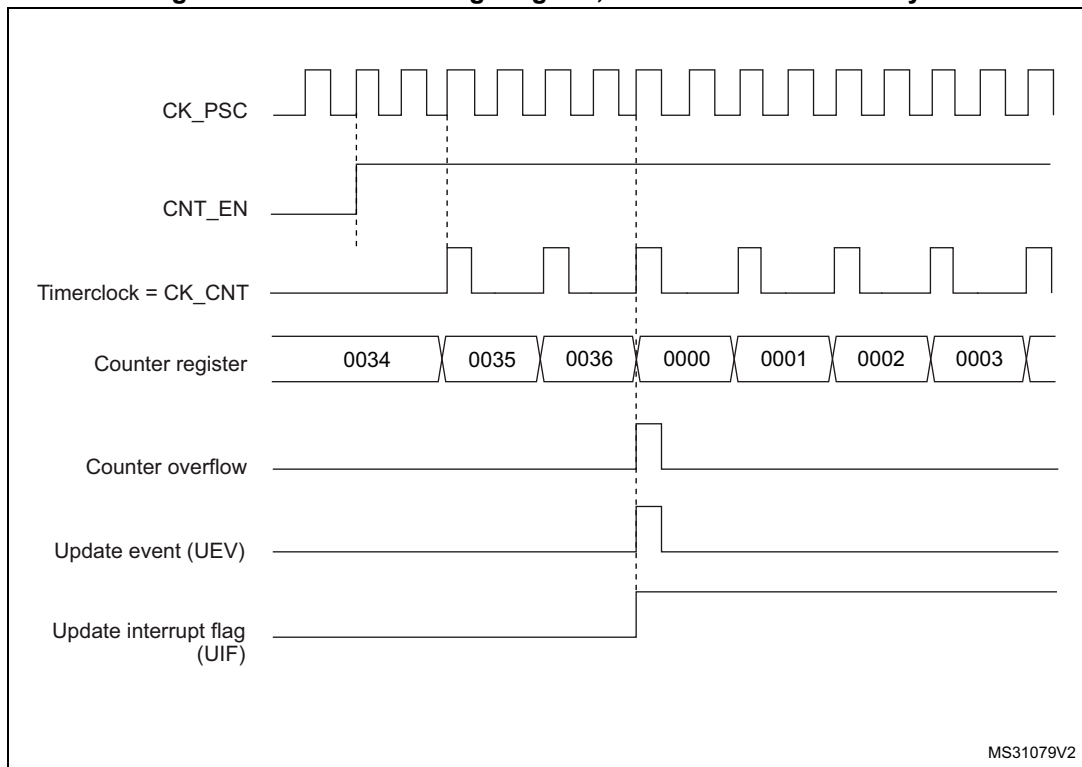 CK_PSC
CNT_EN
Timerclock = CK_CNT
Counter register
0034 0035 0036 0000 0001 0002 0003
Counter overflow
Update event (UEV)
Update interrupt flag
(UIF)
MS31079V2